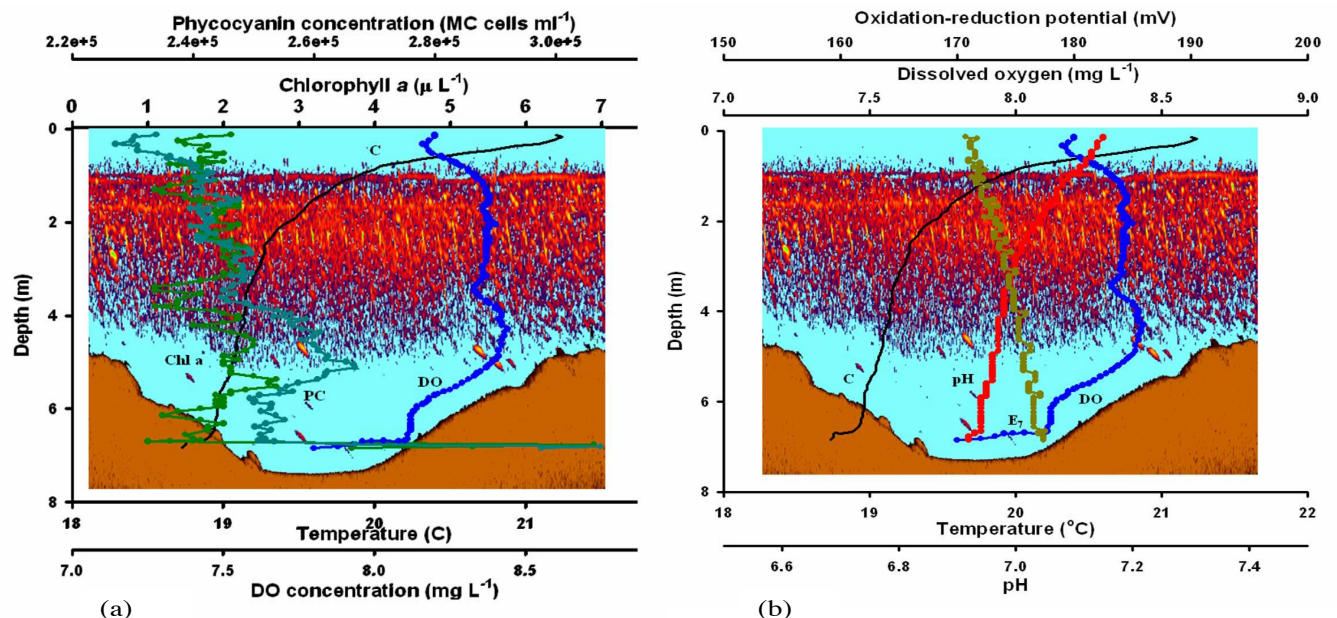 Phycocyanin concentration (MC cells ml-1)
2.2e+5 2.4e+5 2.6e+5 2.8e+5 3.0e+5
Chlorophyll a (µ L-1)
0 1 2 3 4 5 6 7
Depth (m)
0
2
4
6
8
C
Chl a
DO
PC
18 19 20 21
Temperature (C)
7.0 7.5 8.0 8.5
DO concentration (mg L-1)
(a)
Oxidation-reduction potential (mV)
150 160 170 180 190 200
Dissolved oxygen (mg L-1)
7.0 7.5 8.0 8.5 9.0
Depth (m)
0
2
4
6
8
C
pH
DO
E7
18 19 20 21 22
Temperature (oC)
6.6 6.8 7.0 7.2 7.4
pH
(b)